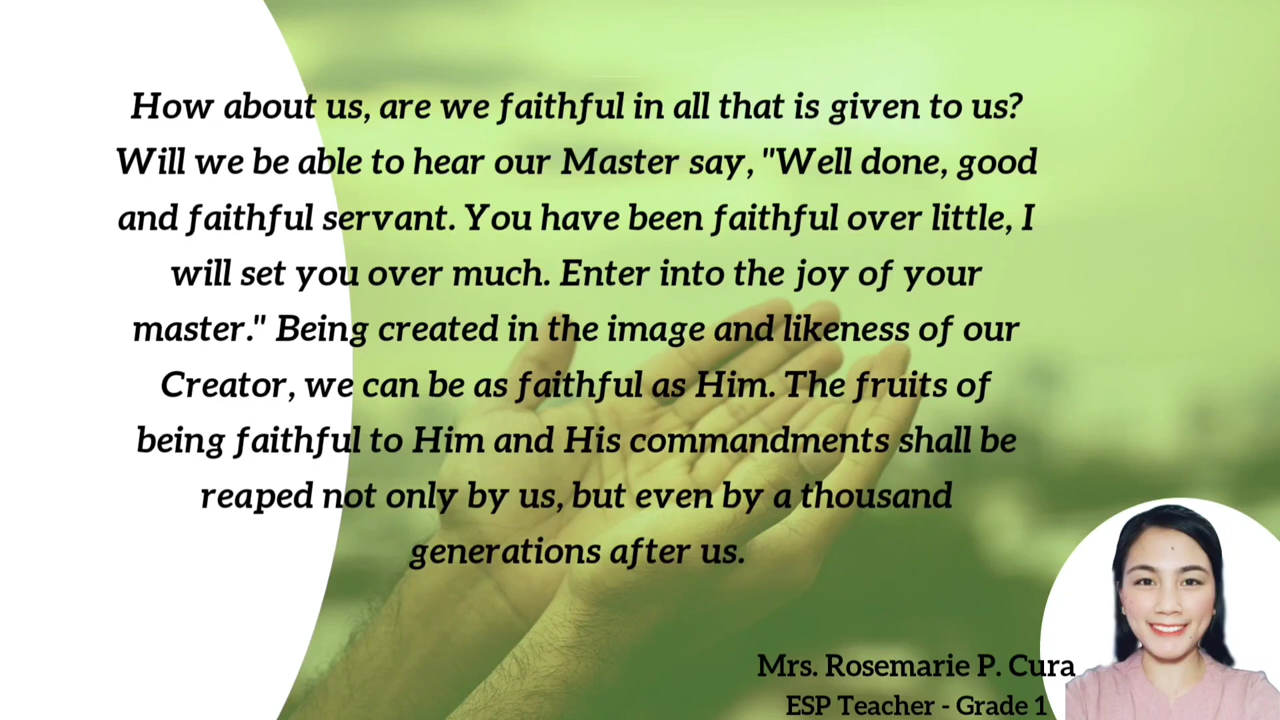 How about us, are we faithful in all that is given to us?
Will we be able to hear our Master say, "Well done, good
and faithful servant. You have been faithful over little, I
will set you over much. Enter into the joy of your
master." Being created in the image and likeness of our
Creator, we can be as faithful as Him. The fruits of
being faithful to Him and His commandments shall be
reaped not only by us, but even by a thousand
generations after us.
Mrs. Rosemarie P. Cura
ESP Teacher - Grade 1